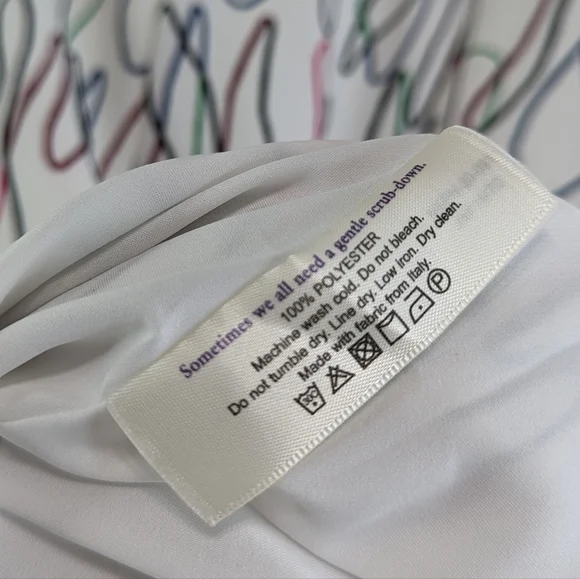 Sometimes we all need a gentle scrub-down.
100% POLYESTER
Machine wash cold. Do not bleach.
Do not tumble dry. Line dry. Low iron. Dry clean.
Made with fabric from Italy.
30C
P